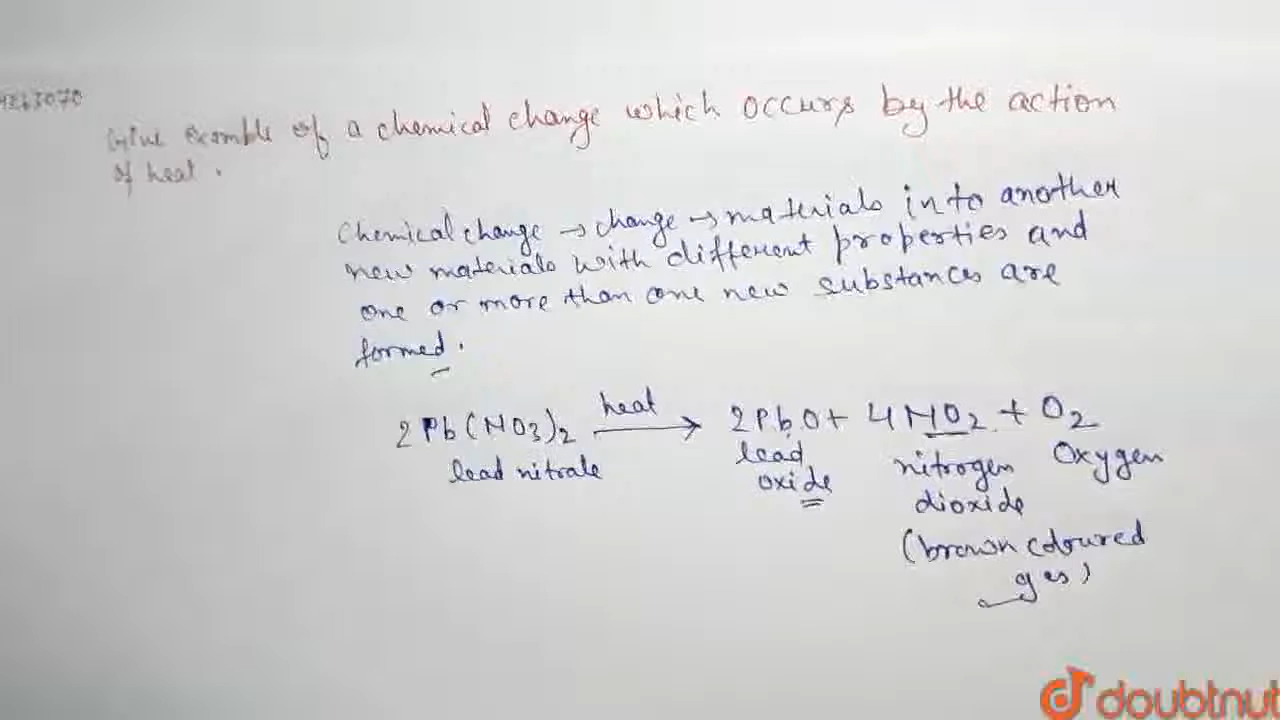 Give example of a chemical change which occurs by the action
of heat.
Chemical change → change → materials in to another
new materials with different properties and
one or more than one new substances are
formed.
2Pb(NO3)2 heat → 2PbO + 4NO2 + O2
lead nitrate lead oxide nitrogen dioxide Oxygen
(brown coloured
gas)
doubtnut